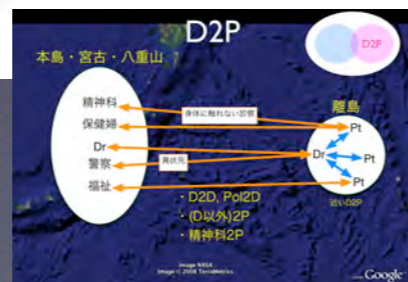 D2P
D2P
本島・宮古・八重山
精神科
保健婦
Dr
警察
福祉
身体に触れない診察
異状死
離島
Pt
Dr
Pt
Pt
近いD2P
・D2D, Pol2D
・(D以外)2P
・精神科2P
Image NASA
Image © 2008 TerraMetrics
Google